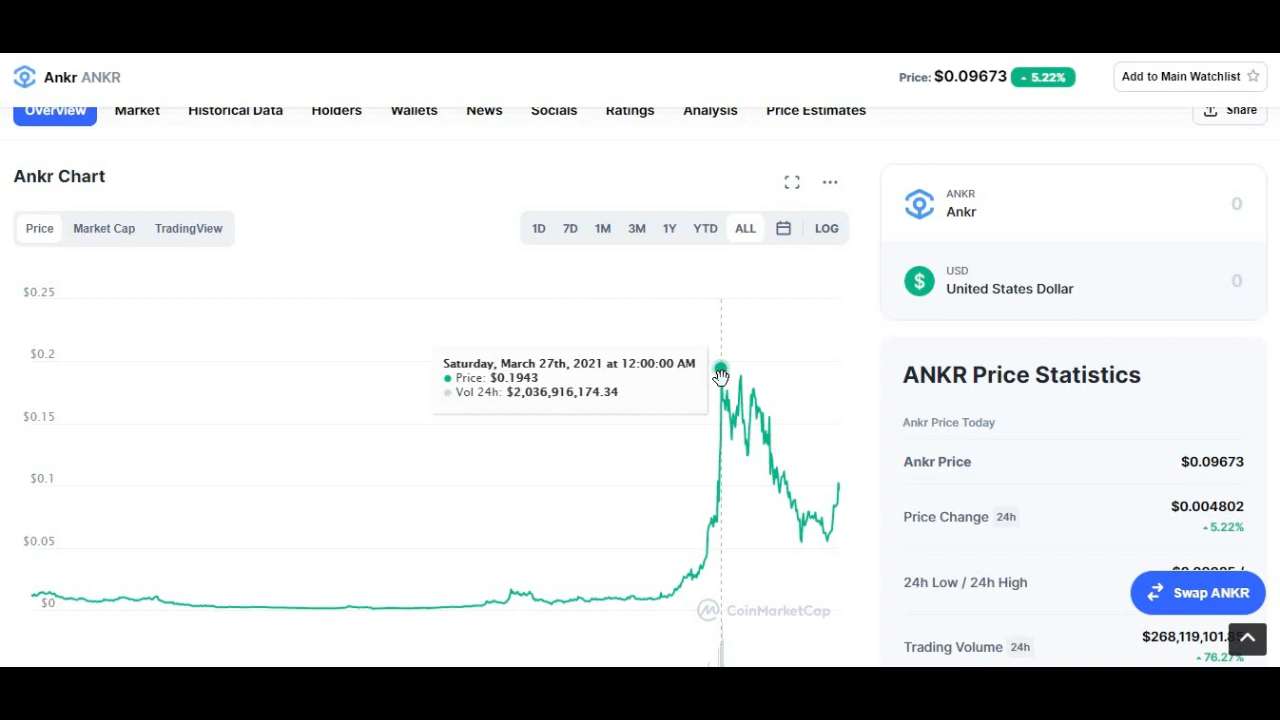 Ankr ANKR
Price: $0.09673 5.22%
Add to Main Watchlist
Overview Market Historical Data Holders Wallets News Socials Ratings Analysis Price Estimates
Share
Ankr Chart
Price Market Cap TradingView
1D 7D 1M 3M 1Y YTD ALL LOG
$0.25
$0.2
$0.15
$0.1
$0.05
$0
Saturday, March 27th, 2021 at 12:00:00 AM
Price: $0.1943
Vol 24h: $2,036,916,174.34
CoinMarketCap
ANKR
Ankr
0
USD
United States Dollar
0
ANKR Price Statistics
Ankr Price Today
Ankr Price $0.09673
Price Change 24h $0.004802
5.22%
24h Low / 24h High
Swap ANKR
Trading Volume 24h
76.27%